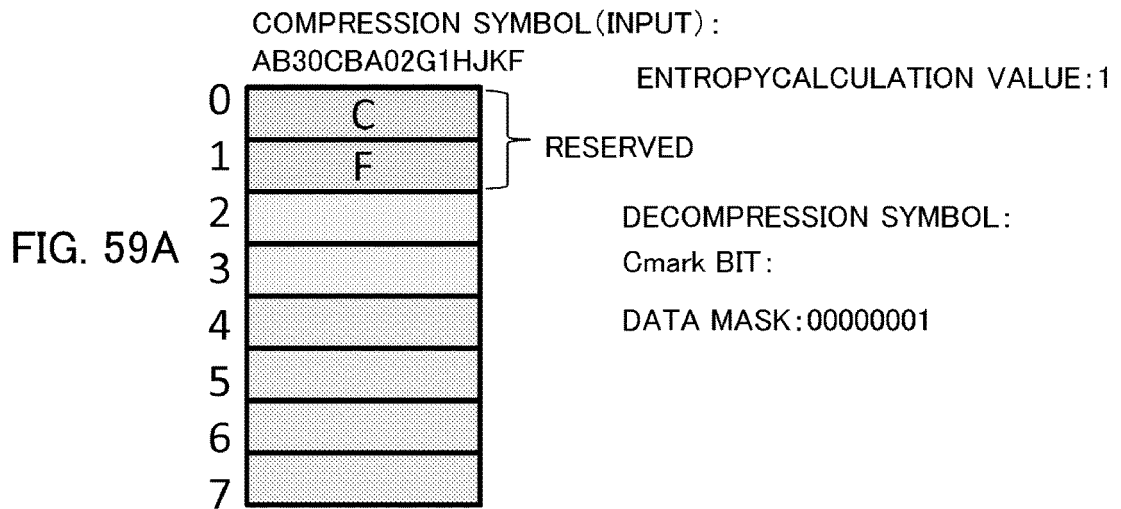 COMPRESSION SYMBOL(INPUT):
AB30CBA02G1HJKF
ENTROPYCALCULATION VALUE:1
0 C
1 F
RESERVED
2
DECOMPRESSION SYMBOL:
FIG. 59A
3
Cmark BIT:
4
DATA MASK:00000001
5
6
7